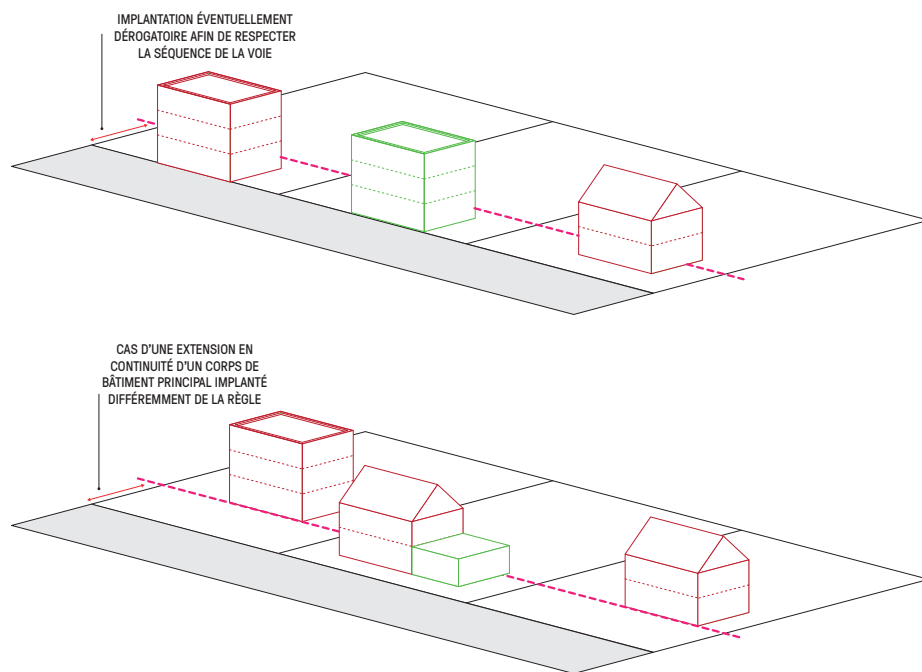 IMPLANTATION ÉVENTUELLEMENT
DÉROGATOIRE AFIN DE RESPECTER
LA SÉQUENCE DE LA VOIE
CAS D'UNE EXTENSION EN
CONTINUITÉ D'UN CORPS DE
BÂTIMENT PRINCIPAL IMPLANTÉ
DIFFÉREMMENT DE LA RÈGLE